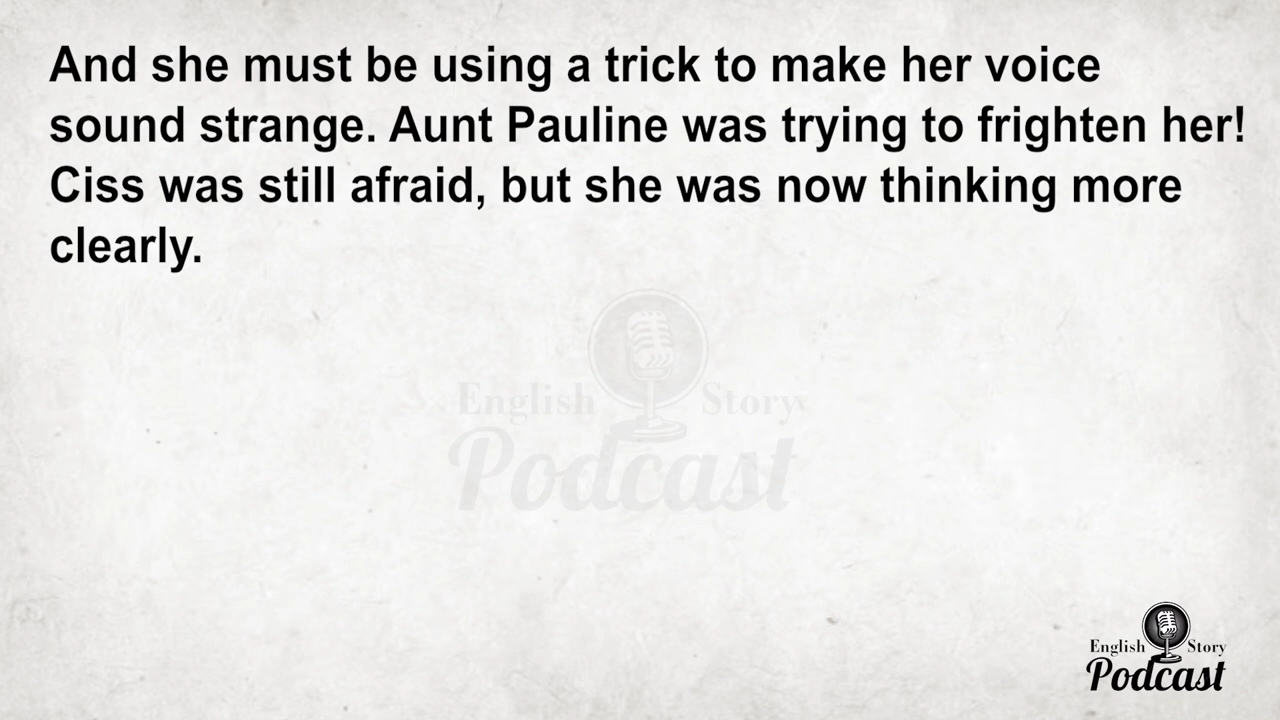 And she must be using a trick to make her voice
sound strange. Aunt Pauline was trying to frighten her!
Ciss was still afraid, but she was now thinking more
clearly.
English Story
Podcast
English Story
Podcast